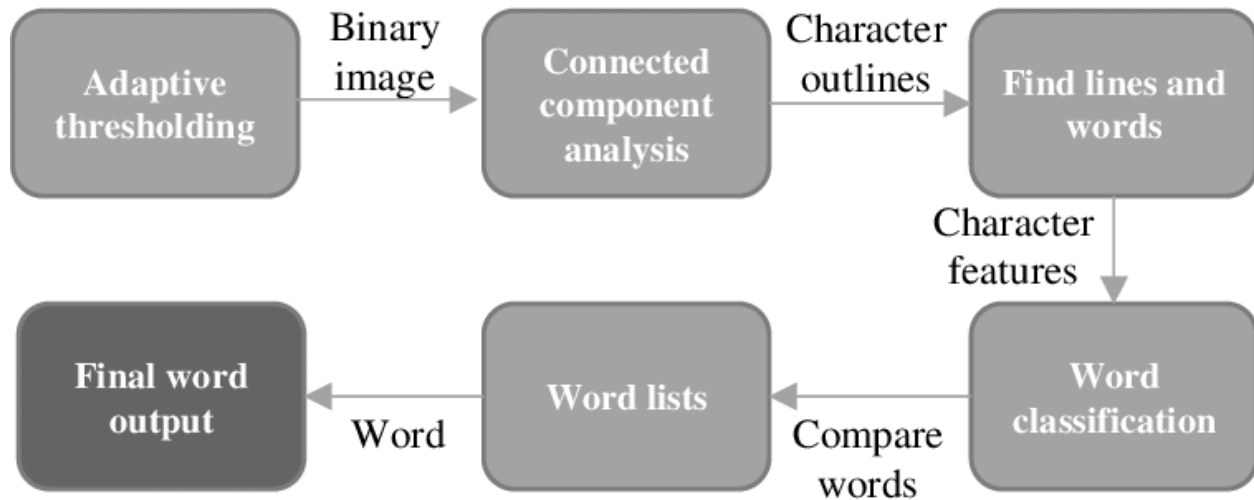 Adaptive
thresholding
Binary
image
Connected
component
analysis
Character
outlines
Find lines and
words
Character
features
Word
classification
Compare
words
Word lists
Word
Final word
output